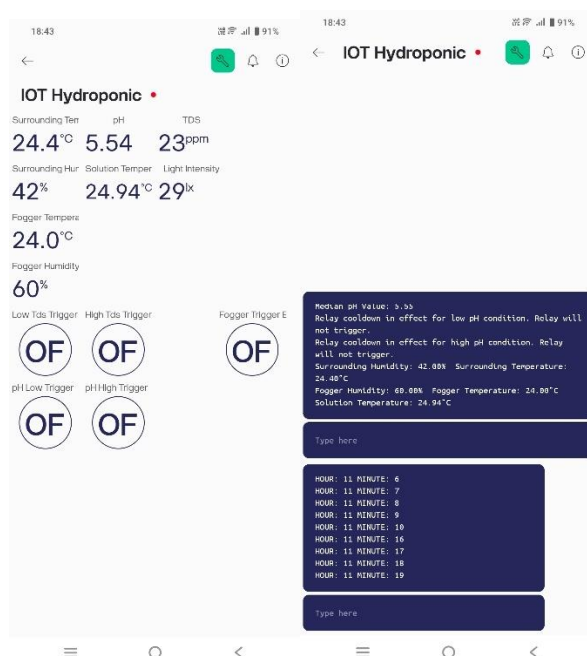 18:43
91%
IOT Hydroponic
Surrounding Ten
pH
TDS
24.4°C
5.54
23ppm
Surrounding Hur
Solution Temper
Light Intensity
42%
24.94°C
29lx
Fogger Tempera
24.0°C
Fogger Humidity
60%
Low Tds Trigger
High Tds Trigger
Fogger Trigger E
OF
OF
OF
pH Low Trigger
pH High Trigger
OF
OF
18:43
91%
IOT Hydroponic
Median pH Value: 5.55
Relay cooldown in effect for low pH condition. Relay will
not trigger.
Relay cooldown in effect for high pH condition. Relay
will not trigger.
Surrounding Humidity: 42.00% Surrounding Temperature:
24.40°C
Fogger Humidity: 60.00% Fogger Temperature: 24.00°C
Solution Temperature: 24.94°C
Type here
HOUR: 11 MINUTE: 6
HOUR: 11 MINUTE: 7
HOUR: 11 MINUTE: 8
HOUR: 11 MINUTE: 9
HOUR: 11 MINUTE: 10
HOUR: 11 MINUTE: 16
HOUR: 11 MINUTE: 17
HOUR: 11 MINUTE: 18
HOUR: 11 MINUTE: 19
Type here